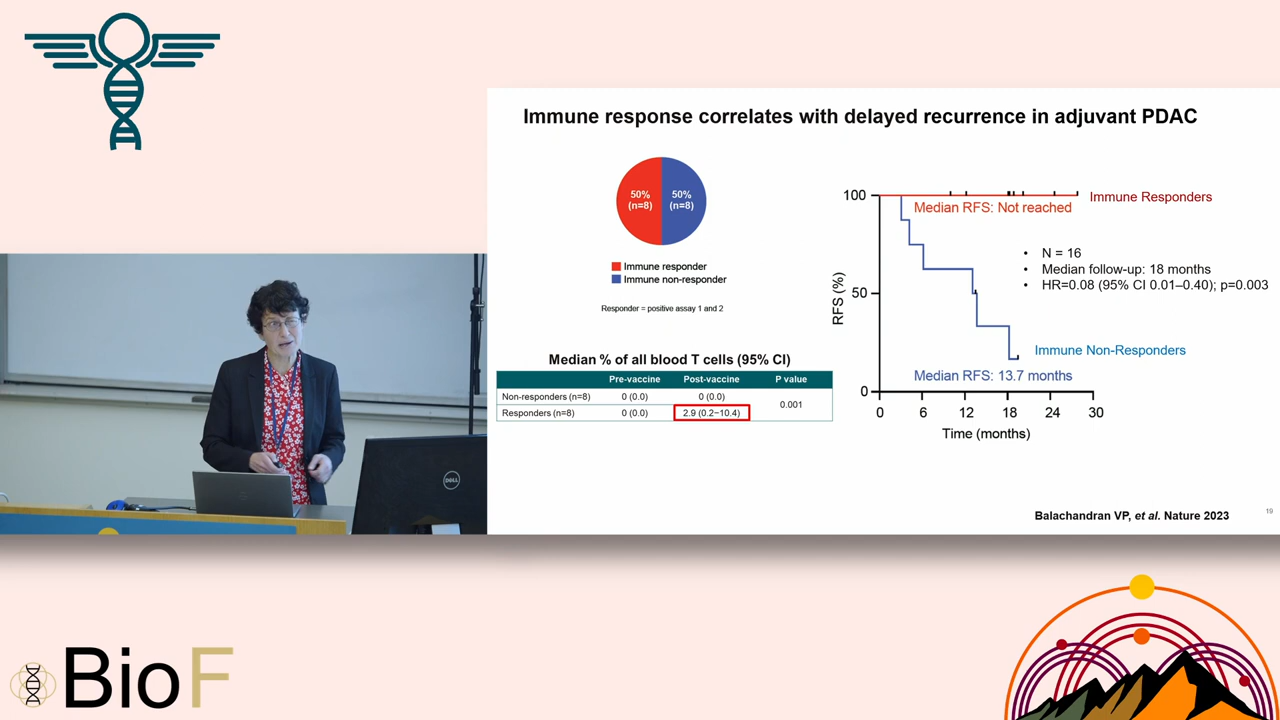 Immune response correlates with delayed recurrence in adjuvant PDAC
50%
(n=8)
50%
(n=8)
Immune responder
Immune non-responder
Responder = positive assay 1 and 2
Median % of all blood T cells (95% CI)
Pre-vaccine Post-vaccine P value
Non-responders (n=8) 0 (0.0) 0 (0.0)
0.001
Responders (n=8) 0 (0.0) 2.9 (0.2–10.4)
100
50
0
RFS (%)
Immune Responders
Median RFS: Not reached
• N = 16
• Median follow-up: 18 months
• HR=0.08 (95% CI 0.01–0.40); p=0.003
Immune Non-Responders
Median RFS: 13.7 months
0 6 12 18 24 30
Time (months)
Balachandran VP, et al. Nature 2023
19
DELL
BioF